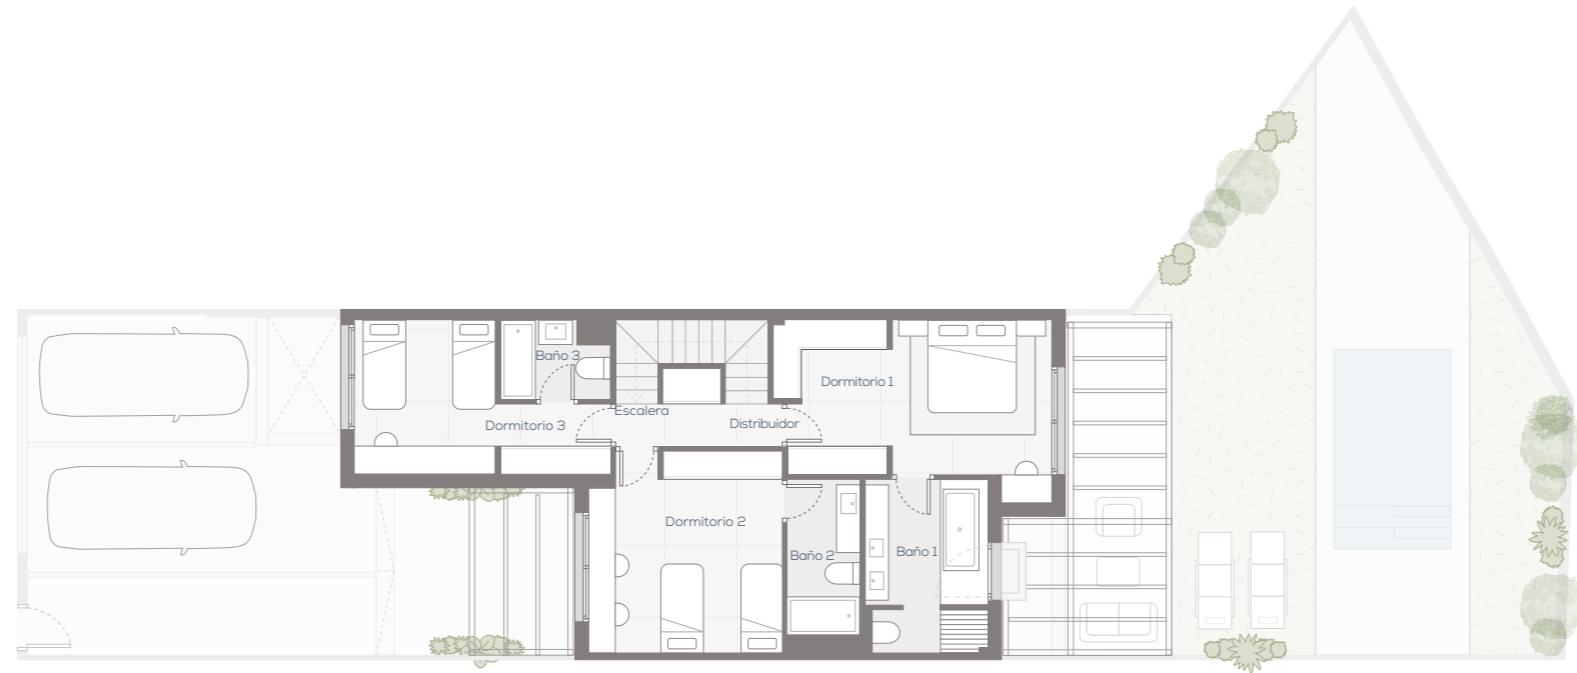 Baño 3
Dormitorio 1
Escalera
Distribuidor
Dormitorio 3
Dormitorio 2
Baño 2
Baño 1